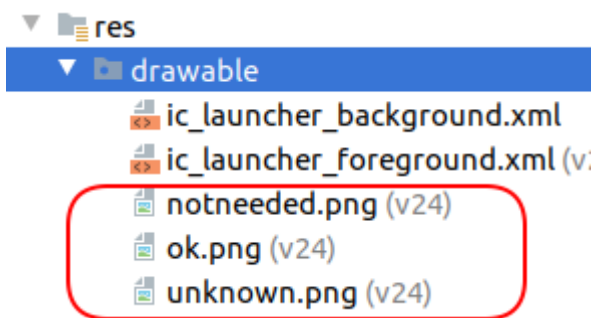 res
drawable
ic_launcher_background.xml
ic_launcher_foreground.xml (v
notneeded.png (v24)
ok.png (v24)
unknown.png (v24)